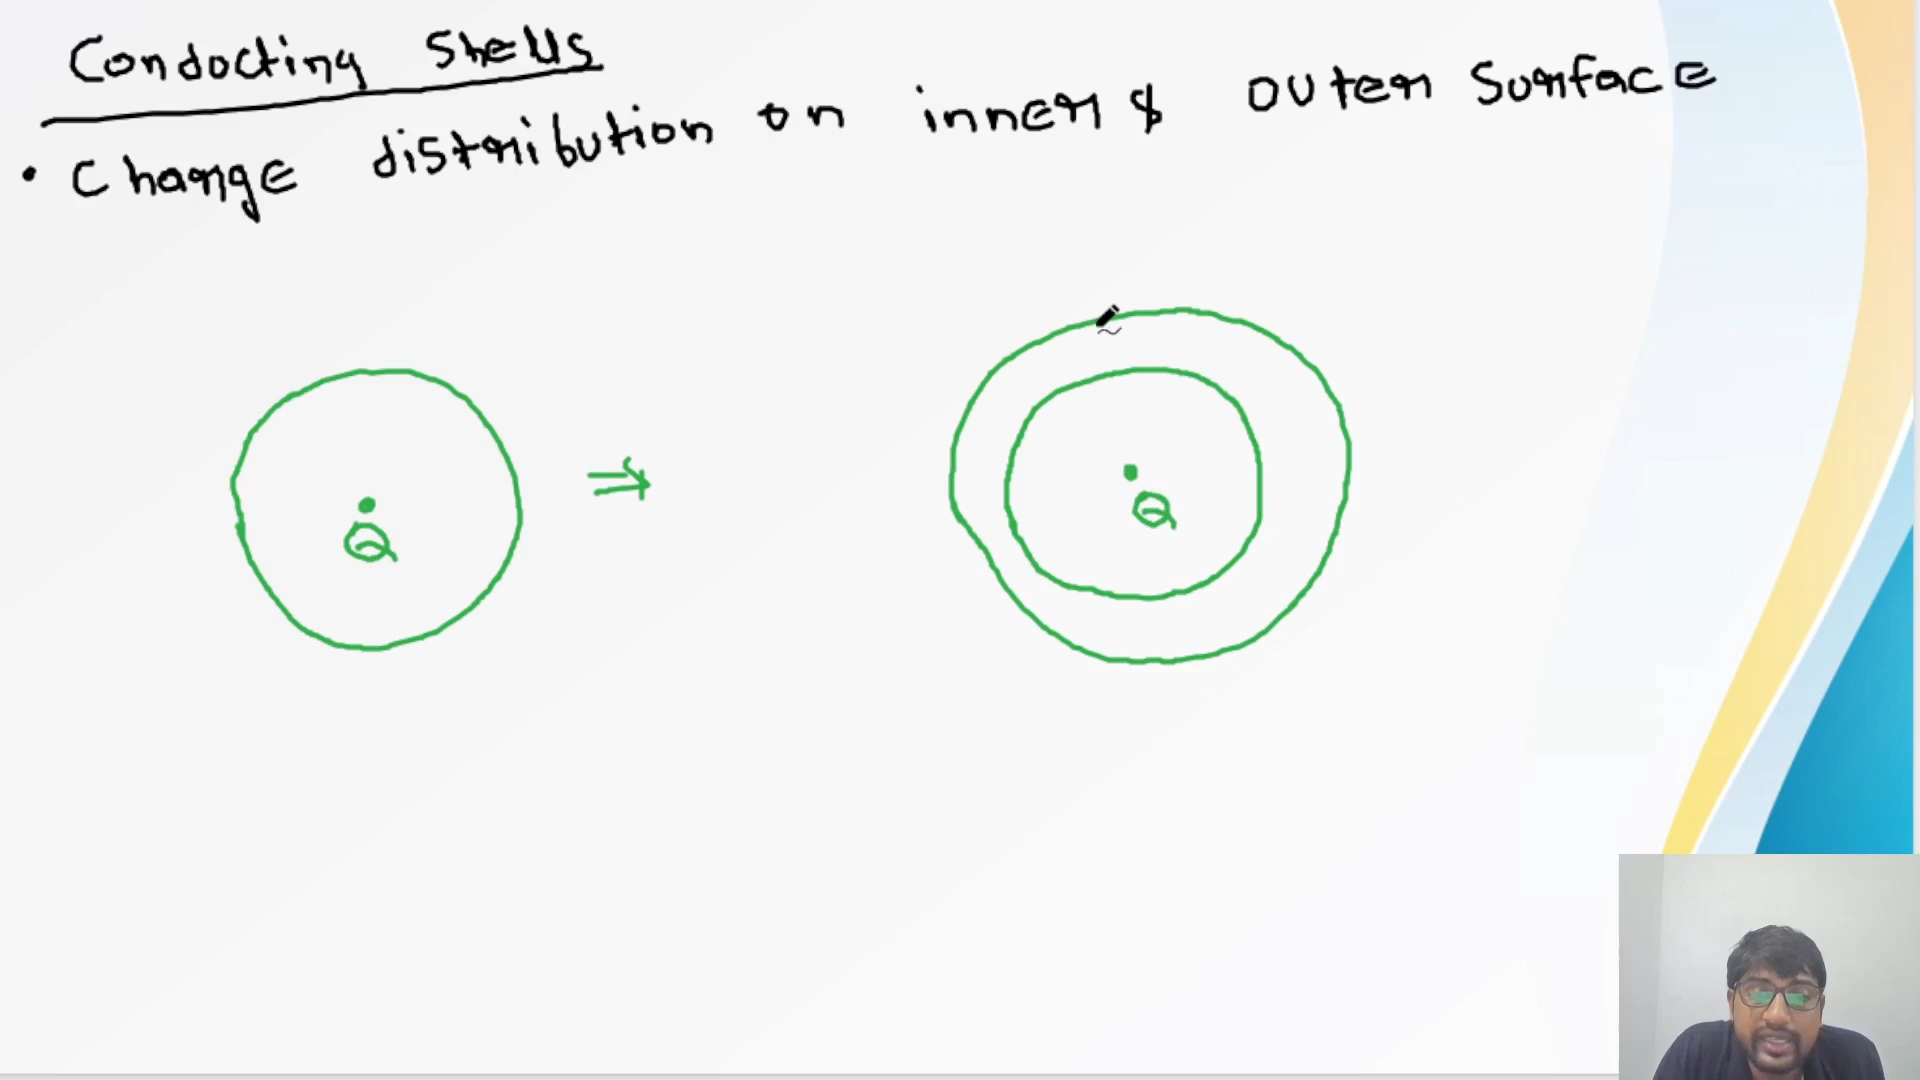 Conducting Shells
• Charge distribution on inner & outer surface
Q
Q